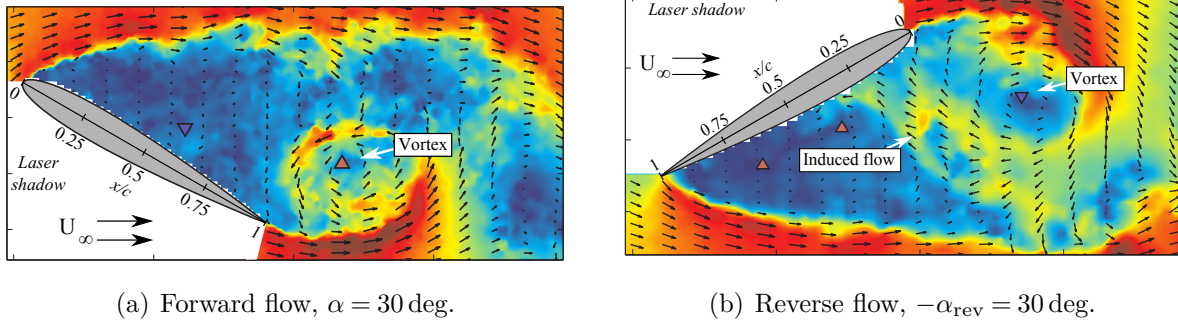 0
0.25
0.5
0.75
1
x/c
Laser
shadow
U∞
Vortex
(a) Forward flow, α = 30 deg.
Laser shadow
U∞
0
0.25
x/c
0.5
0.75
1
Vortex
Induced flow
(b) Reverse flow, −αrev = 30 deg.